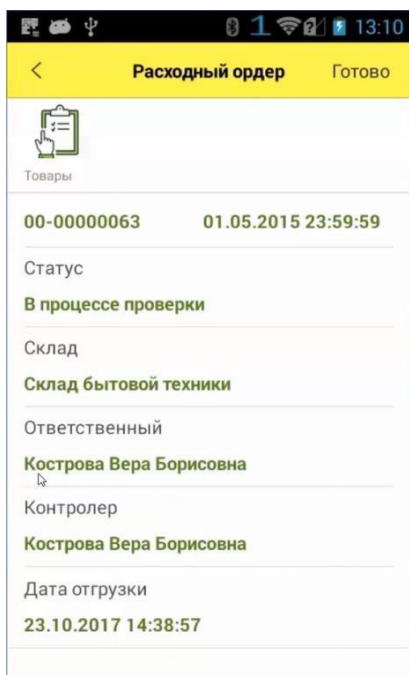 1 13:10
Расходный ордер Готово
Товары
00-00000063 01.05.2015 23:59:59
Статус
В процессе проверки
Склад
Склад бытовой техники
Ответственный
Кострова Вера Борисовна
Контролер
Кострова Вера Борисовна
Дата отгрузки
23.10.2017 14:38:57